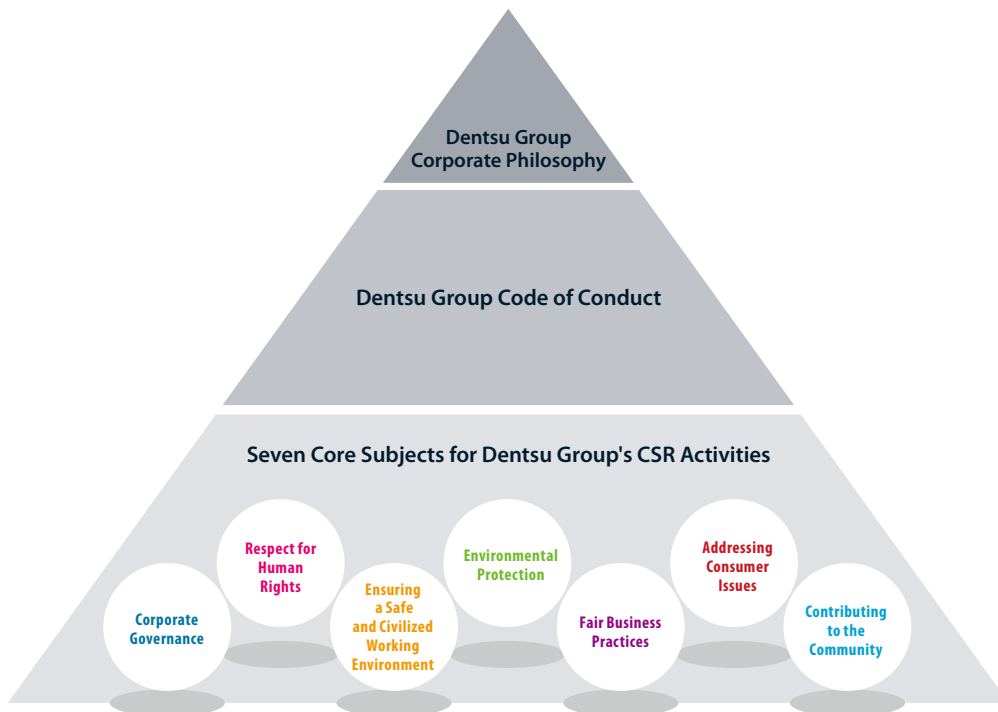 Dentsu Group
Corporate Philosophy
Dentsu Group Code of Conduct
Seven Core Subjects for Dentsu Group's CSR Activities
Corporate
Governance
Respect for
Human
Rights
Ensuring
a Safe
and Civilized
Working
Environment
Environmental
Protection
Fair Business
Practices
Addressing
Consumer
Issues
Contributing
to the
Community